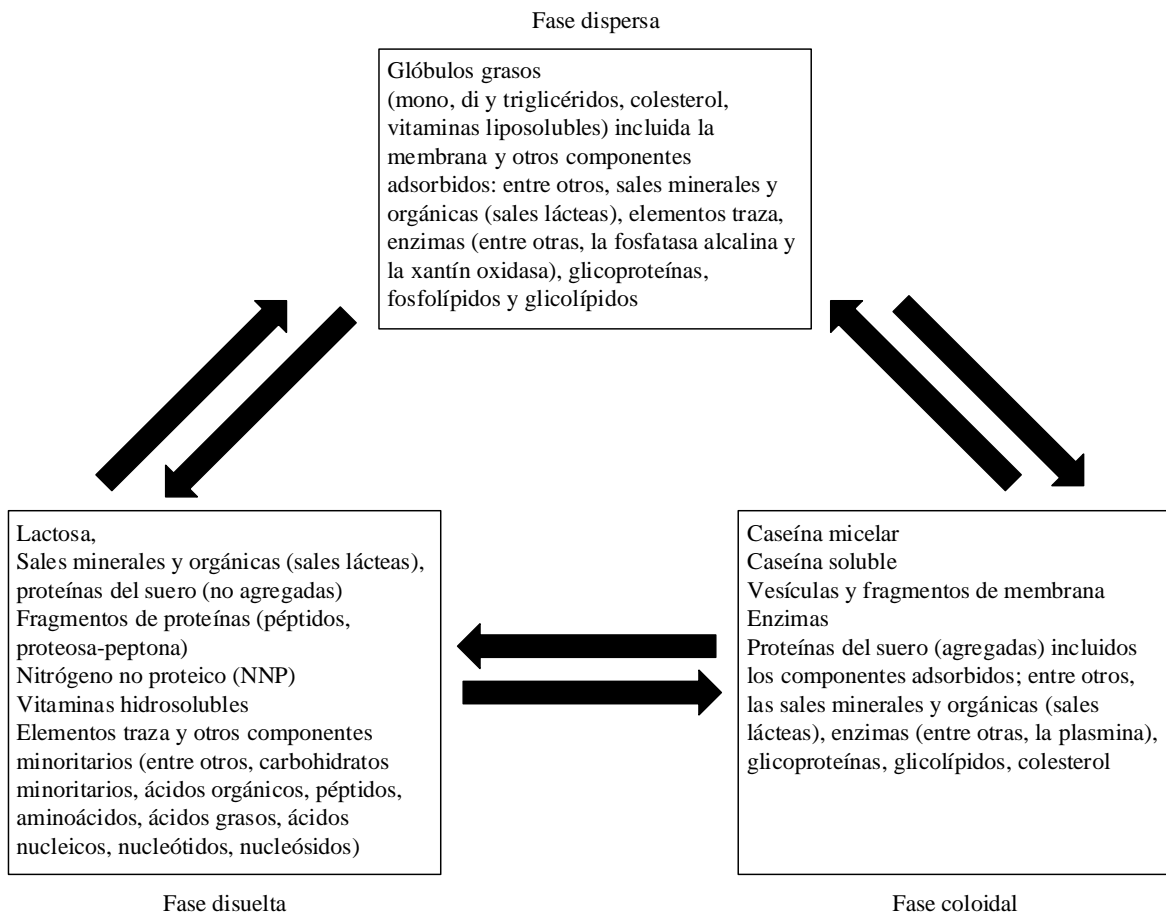 Fase dispersa
Glóbulos grasos
(mono, di y triglicéridos, colesterol,
vitaminas liposolubles) incluida la
membrana y otros componentes
adsorbidos: entre otros, sales minerales y
orgánicas (sales lácteas), elementos traza,
enzimas (entre otras, la fosfatasa alcalina y
la xantín oxidasa), glicoproteínas,
fosfolípidos y glicolípidos
Lactosa,
Sales minerales y orgánicas (sales lácteas),
proteínas del suero (no agregadas)
Fragmentos de proteínas (péptidos,
proteosa-peptona)
Nitrógeno no proteico (NNP)
Vitaminas hidrosolubles
Elementos traza y otros componentes
minoritarios (entre otros, carbohidratos
minoritarios, ácidos orgánicos, péptidos,
aminoácidos, ácidos grasos, ácidos
nucleicos, nucleótidos, nucleósidos)
Fase disuelta
Caseína micelar
Caseína soluble
Vesículas y fragmentos de membrana
Enzimas
Proteínas del suero (agregadas) incluidos
los componentes adsorbidos; entre otros,
las sales minerales y orgánicas (sales
lácteas), enzimas (entre otras, la plasmina),
glicoproteínas, glicolípidos, colesterol
Fase coloidal